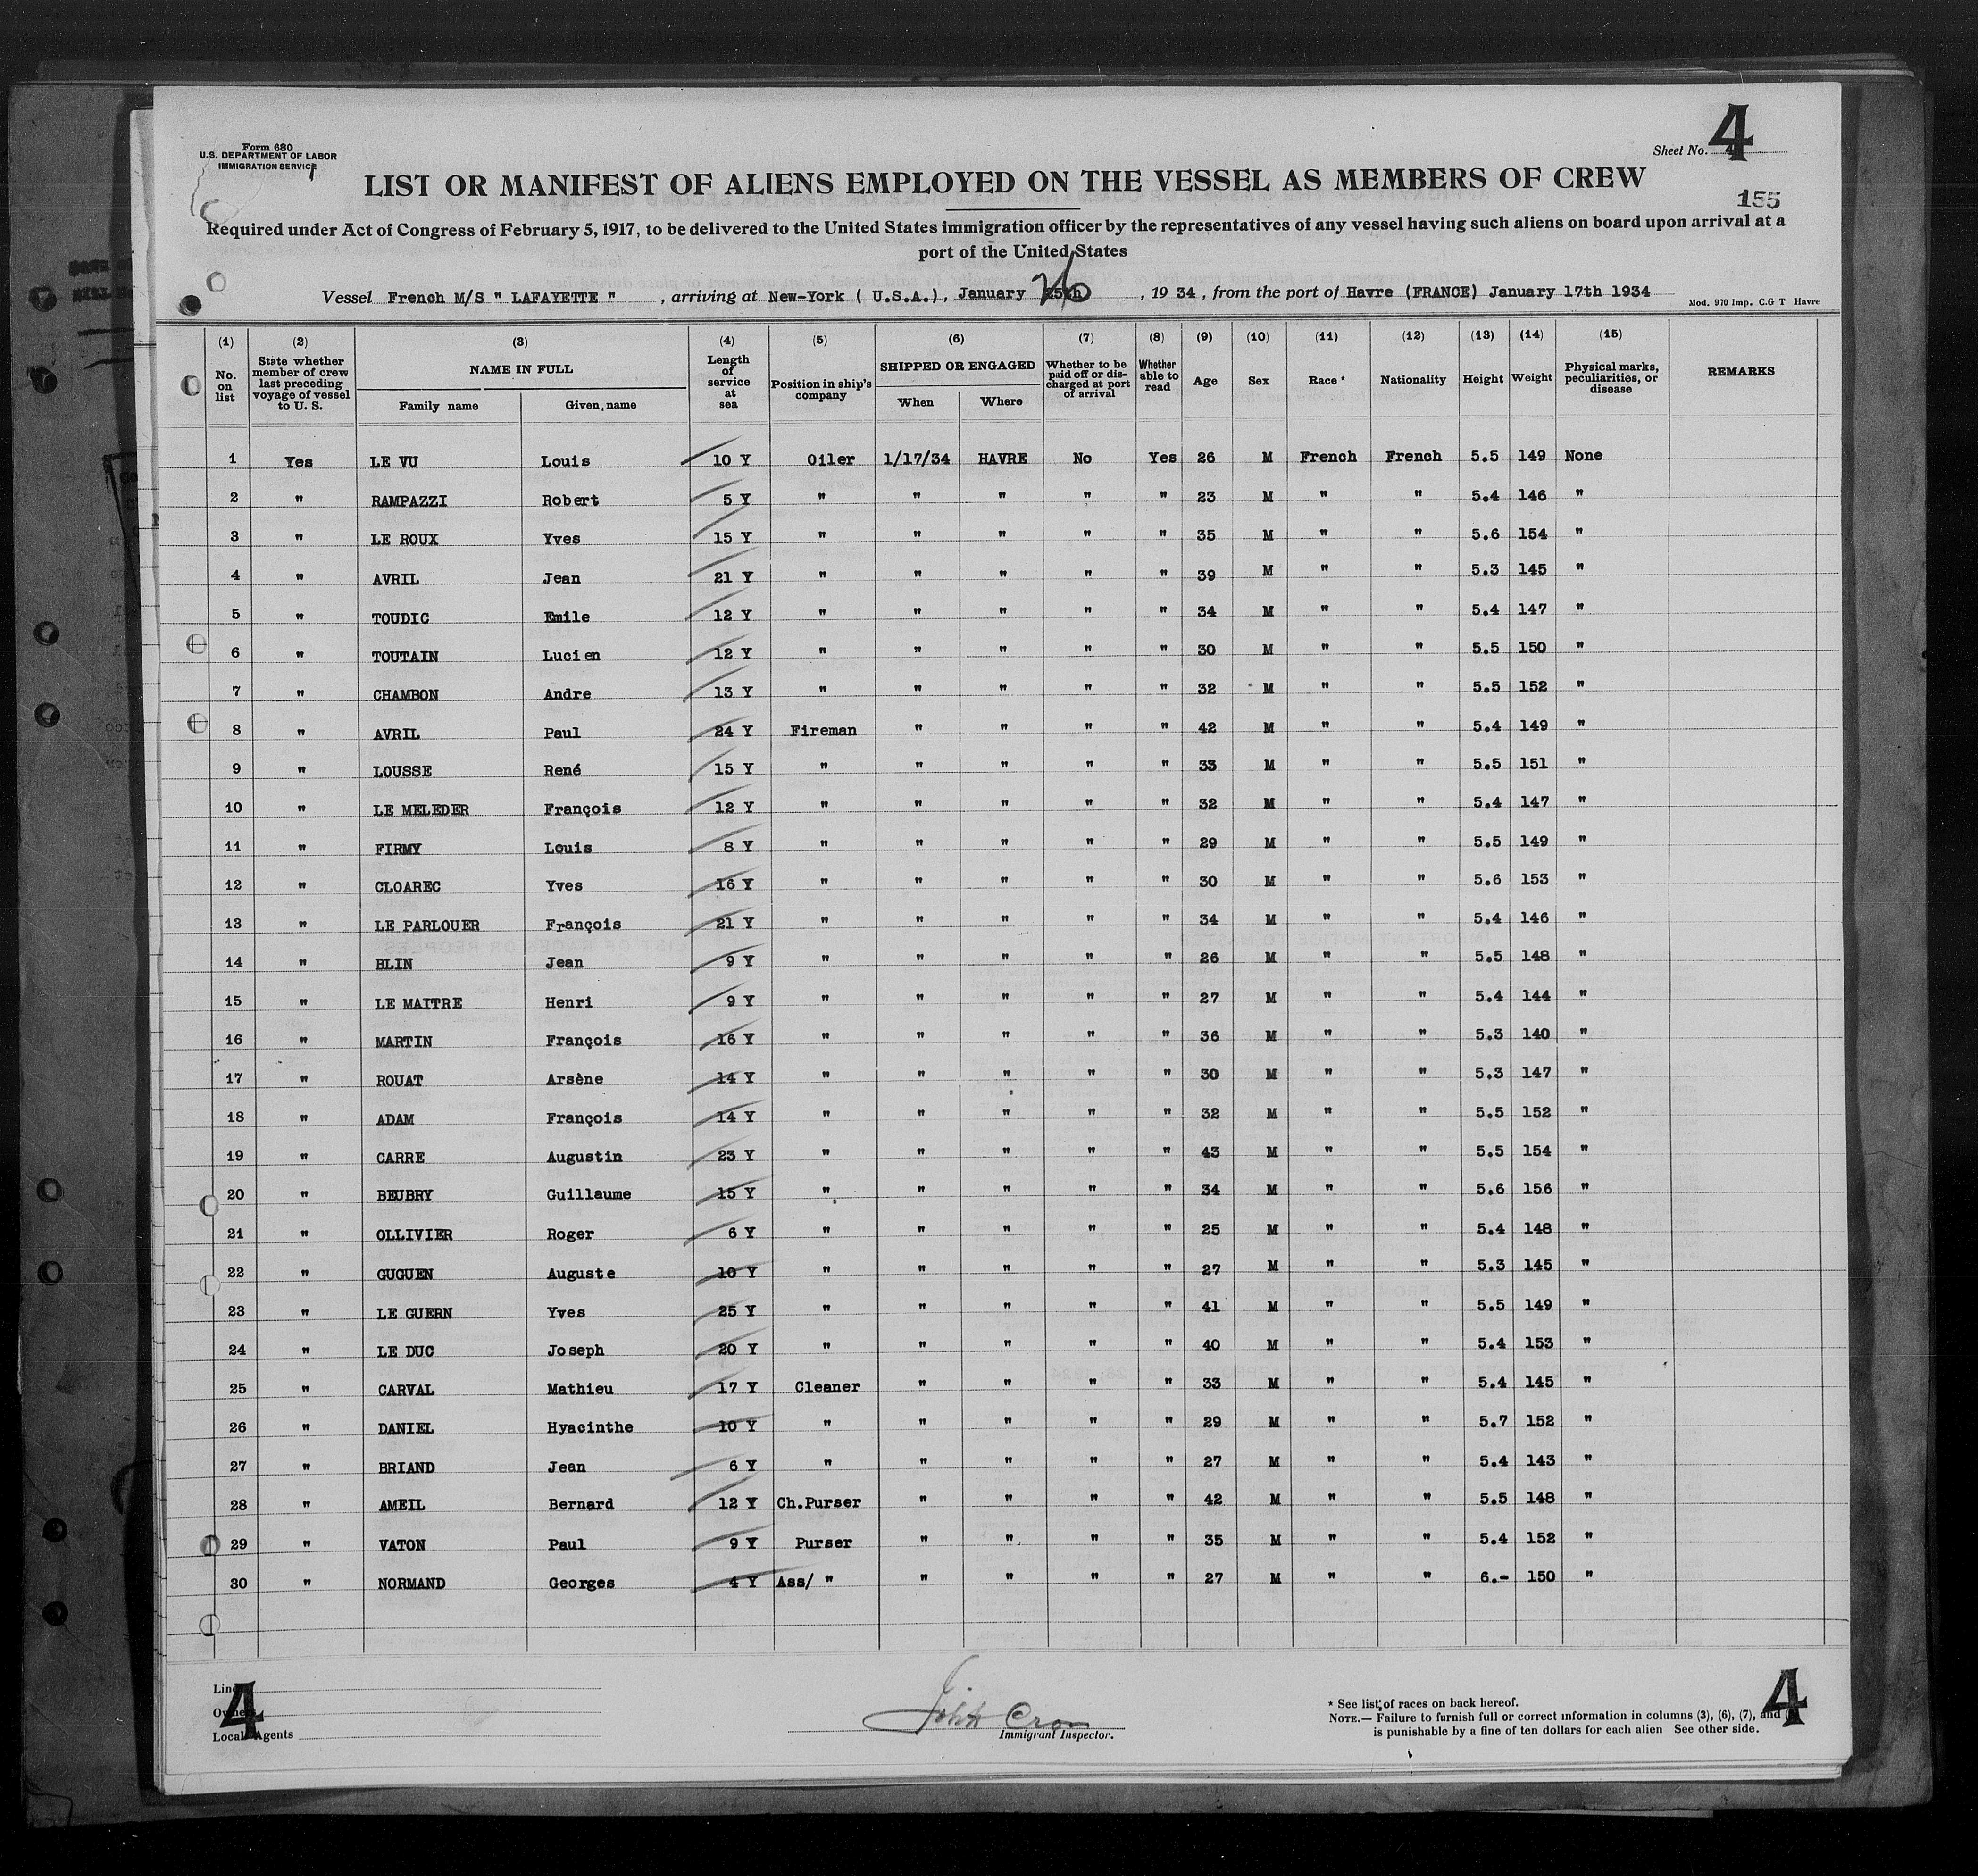 4
Form 680
U.S. DEPARTMENT OF LABOR
IMMIGRATION SERVICE
Sheet No. 4
LIST OR MANIFEST OF ALIENS EMPLOYED ON THE VESSEL AS MEMBERS OF CREW
155
Required under Act of Congress of February 5, 1917, to be delivered to the United States immigration officer by the representatives of any vessel having such aliens on board upon arrival at a
port of the United States
Vessel French M/S " LAFAYETTE " , arriving at New-York ( U.S.A.), January 25th 26 , 19 34 , from the port of Havre (FRANCE) January 17th 1934
Mod. 970 Imp. C.G T Havre
(1) (2) (3) (4) (5) (6) (7) (8) (9) (10) (11) (12) (13) (14) (15)
No. on list | State whether member of crew last preceding voyage of vessel to U. S. | NAME IN FULL | Family name | Given name | Length of service at sea | Position in ship's company | SHIPPED OR ENGAGED | When | Where | Whether to be paid off or discharged at port of arrival | Whether able to read | Age | Sex | Race * | Nationality | Height | Weight | Physical marks, peculiarities, or disease | REMARKS
1 Yes LE VU Louis 10 Y Oiler 1/17/34 HAVRE No Yes 26 M French French 5.5 149 None
2 " RAMPAZZI Robert 5 Y " " " " " 23 M " " 5.4 146 "
3 " LE ROUX Yves 15 Y " " " " " 35 M " " 5.6 154 "
4 " AVRIL Jean 21 Y " " " " " 39 M " " 5.3 145 "
5 " TOUDIC Emile 12 Y " " " " " 34 M " " 5.4 147 "
6 " TOUTAIN Lucien 12 Y " " " " " 30 M " " 5.5 150 "
7 " CHAMBON Andre 13 Y " " " " " 32 M " " 5.5 152 "
8 " AVRIL Paul 24 Y Fireman " " " " 42 M " " 5.4 149 "
9 " LOUSSE René 15 Y " " " " " 33 M " " 5.5 151 "
10 " LE MELEDER François 12 Y " " " " " 32 M " " 5.4 147 "
11 " FIRMY Louis 8 Y " " " " " 29 M " " 5.5 149 "
12 " CLOAREC Yves 16 Y " " " " " 30 M " " 5.6 153 "
13 " LE PARLOUER François 21 Y " " " " " 34 M " " 5.4 146 "
14 " BLIN Jean 9 Y " " " " " 26 M " " 5.5 148 "
15 " LE MAITRE Henri 9 Y " " " " " 27 M " " 5.4 144 "
16 " MARTIN François 16 Y " " " " " 36 M " " 5.3 140 "
17 " ROUAT Arsène 14 Y " " " " " 30 M " " 5.3 147 "
18 " ADAM François 14 Y " " " " " 32 M " " 5.5 152 "
19 " CARRE Augustin 23 Y " " " " " 43 M " " 5.5 154 "
20 " BEUBRY Guillaume 15 Y " " " " " 34 M " " 5.6 156 "
21 " OLLIVIER Roger 6 Y " " " " " 25 M " " 5.4 148 "
22 " GUGUEN Auguste 10 Y " " " " " 27 M " " 5.3 145 "
23 " LE GUERN Yves 25 Y " " " " " 41 M " " 5.5 149 "
24 " LE DUC Joseph 20 Y " " " " " 40 M " " 5.4 153 "
25 " CARVAL Mathieu 17 Y Cleaner " " " " 33 M " " 5.4 145 "
26 " DANIEL Hyacinthe 10 Y " " " " " 29 M " " 5.7 152 "
27 " BRIAND Jean 6 Y " " " " " 27 M " " 5.4 143 "
28 " AMEIL Bernard 12 Y Ch.Purser " " " " 42 M " " 5.5 148 "
29 " VATON Paul 9 Y Purser " " " " 35 M " " 5.4 152 "
30 " NORMAND Georges 4 Y Ass/ " " " " " 27 M " " 6.- 150 "
Line
Owners
Local Agents
4
John Cron
Immigrant Inspector.
* See list of races on back hereof.
NOTE.— Failure to furnish full or correct information in columns (3), (6), (7), and
is punishable by a fine of ten dollars for each alien See other side.
4